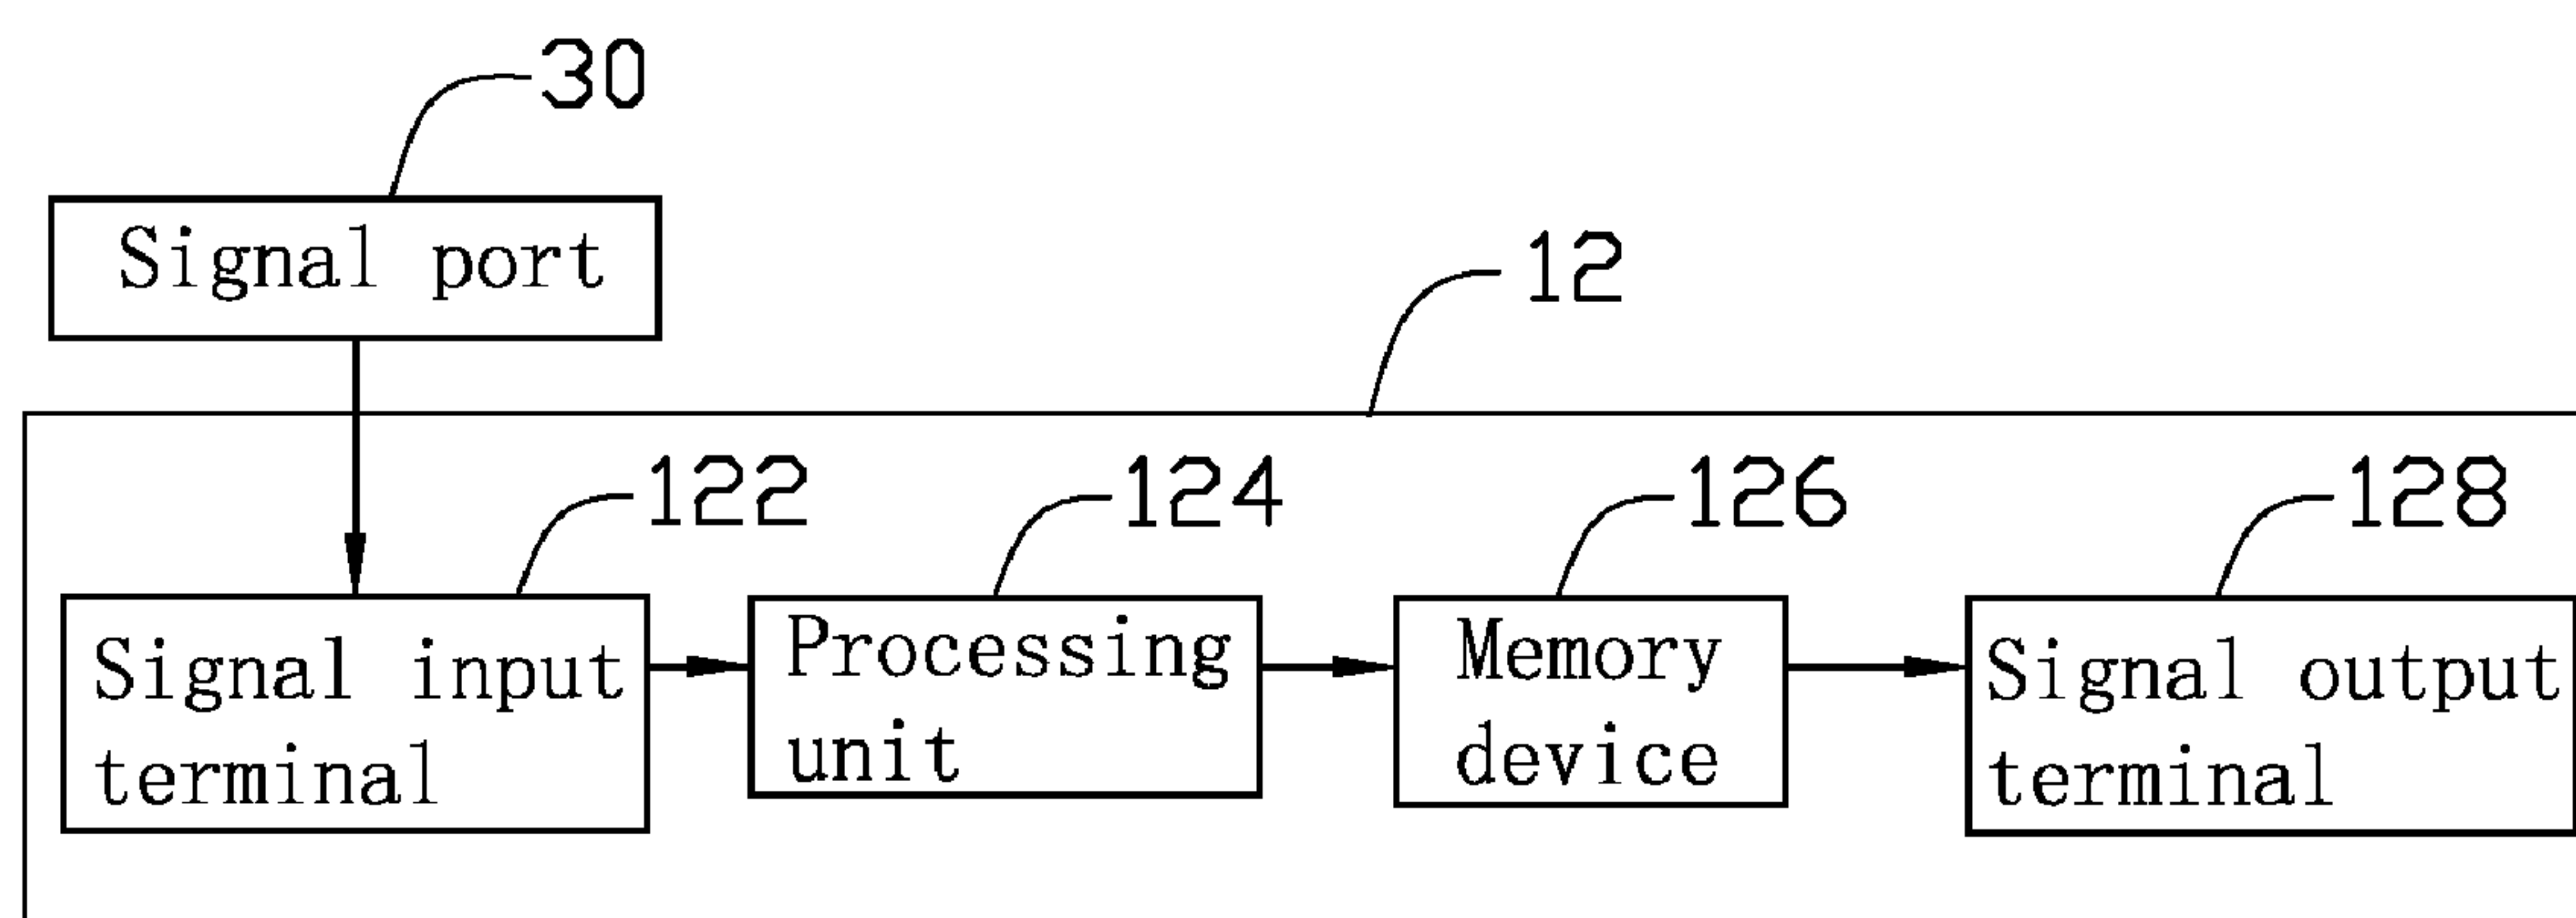 30
Signal port
12
122
124
126
128
Signal input
terminal
Processing
unit
Memory
device
Signal output
terminal